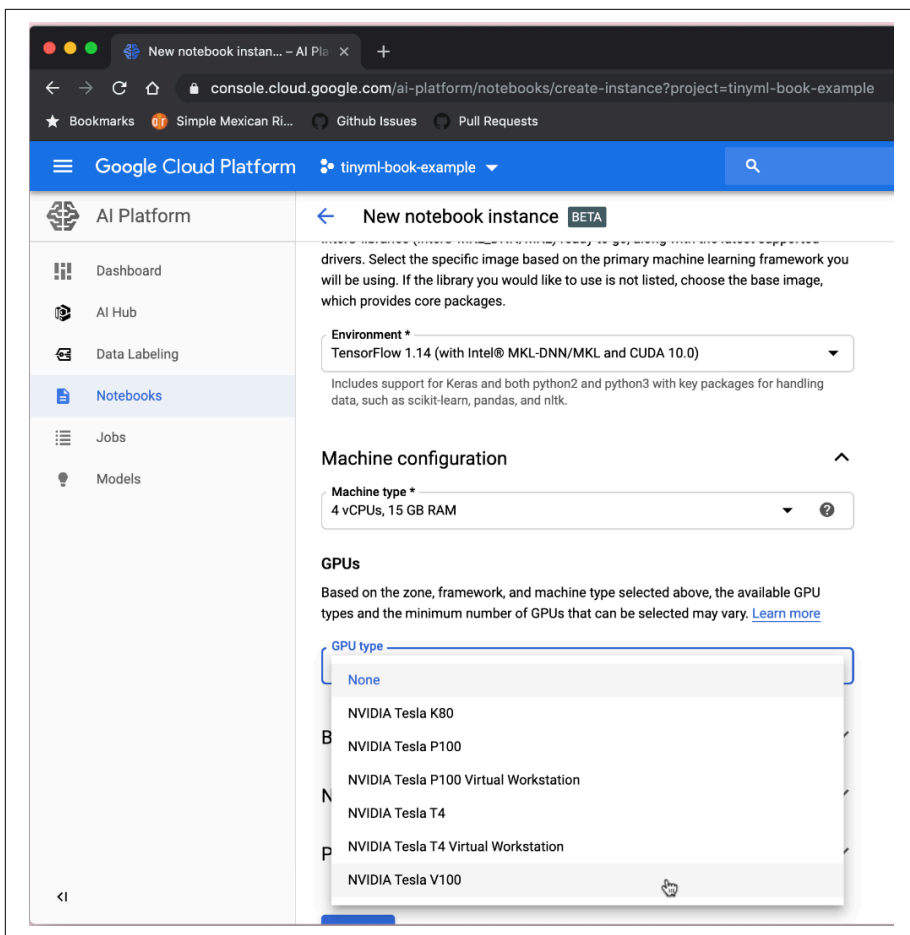 New notebook instan... – AI Pla
console.cloud.google.com/ai-platform/notebooks/create-instance?project=tinyml-book-example
Bookmarks Simple Mexican Ri... Github Issues Pull Requests
Google Cloud Platform tinyml-book-example
AI Platform
Dashboard
AI Hub
Data Labeling
Notebooks
Jobs
Models
New notebook instance BETA
drivers. Select the specific image based on the primary machine learning framework you
will be using. If the library you would like to use is not listed, choose the base image,
which provides core packages.
Environment *
TensorFlow 1.14 (with Intel® MKL-DNN/MKL and CUDA 10.0)
Includes support for Keras and both python2 and python3 with key packages for handling
data, such as scikit-learn, pandas, and nltk.
Machine configuration
Machine type *
4 vCPUs, 15 GB RAM
GPUs
Based on the zone, framework, and machine type selected above, the available GPU
types and the minimum number of GPUs that can be selected may vary. Learn more
GPU type
None
NVIDIA Tesla K80
B
NVIDIA Tesla P100
NVIDIA Tesla P100 Virtual Workstation
N
NVIDIA Tesla T4
NVIDIA Tesla T4 Virtual Workstation
P
NVIDIA Tesla V100